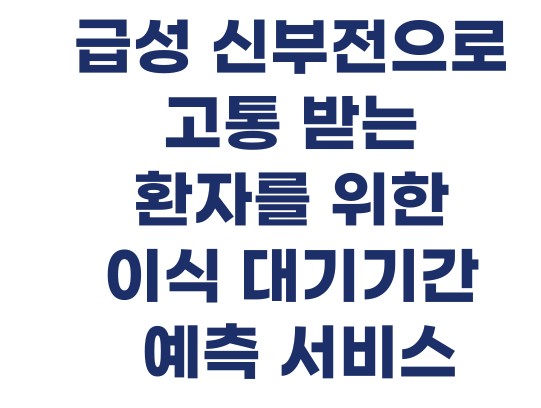 급성 신부전으로
고통 받는
환자를 위한
이식 대기기간
예측 서비스